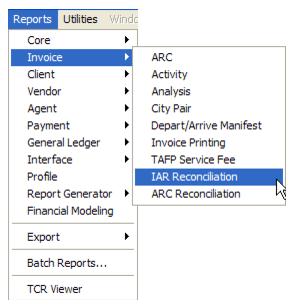 Reports Utilities Windo
Core
Invoice
Client
Vendor
Agent
Payment
General Ledger
Interface
Profile
Report Generator
Financial Modeling
Export
Batch Reports...
TCR Viewer
ARC
Activity
Analysis
City Pair
Depart/Arrive Manifest
Invoice Printing
TAFP Service Fee
IAR Reconciliation
ARC Reconciliation